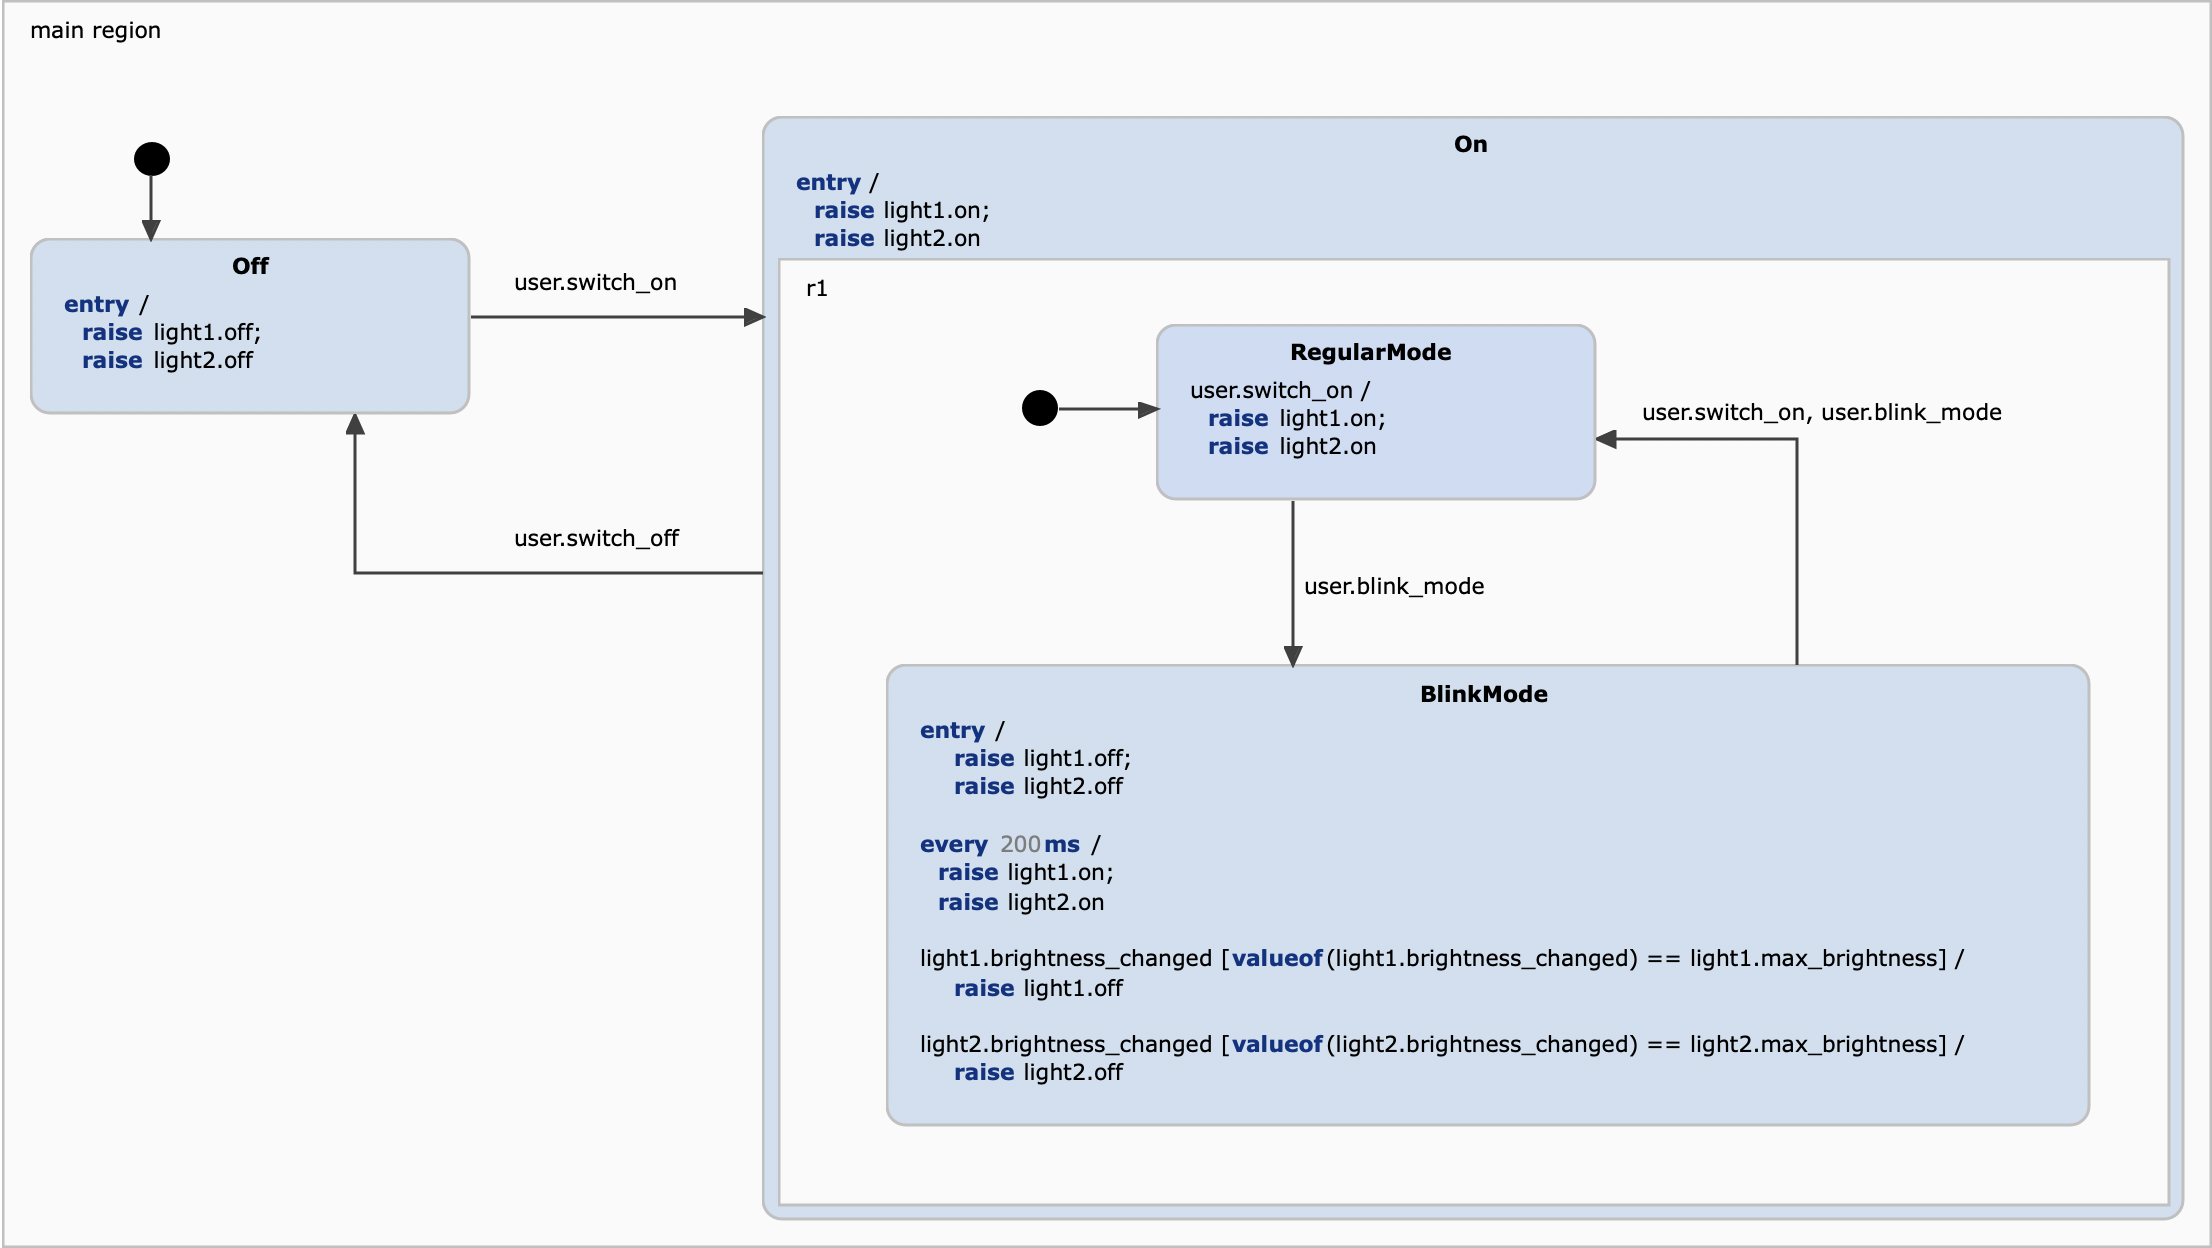 main region
On
entry /
raise light1.on;
raise light2.on
Off
entry /
raise light1.off;
raise light2.off
user.switch_on
r1
RegularMode
user.switch_on /
raise light1.on;
raise light2.on
user.switch_on, user.blink_mode
user.switch_off
user.blink_mode
BlinkMode
entry /
raise light1.off;
raise light2.off
every 200ms /
raise light1.on;
raise light2.on
light1.brightness_changed [valueof(light1.brightness_changed) == light1.max_brightness] /
raise light1.off
light2.brightness_changed [valueof(light2.brightness_changed) == light2.max_brightness] /
raise light2.off